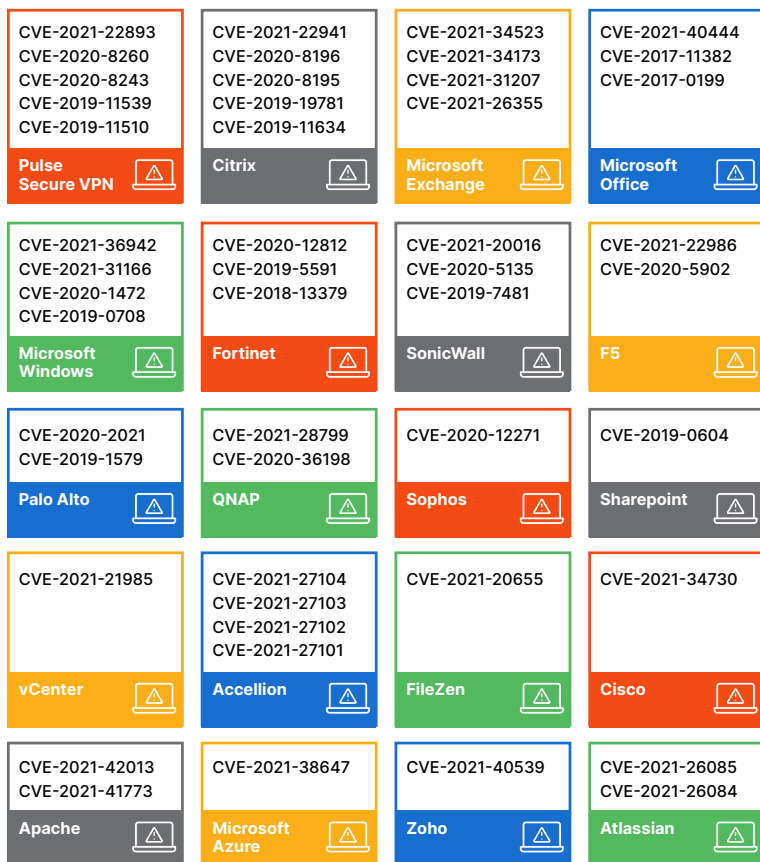 CVE-2021-22893
CVE-2020-8260
CVE-2020-8243
CVE-2019-11539
CVE-2019-11510
Pulse
Secure VPN
CVE-2021-22941
CVE-2020-8196
CVE-2020-8195
CVE-2019-19781
CVE-2019-11634
Citrix
CVE-2021-34523
CVE-2021-34173
CVE-2021-31207
CVE-2021-26355
Microsoft
Exchange
CVE-2021-40444
CVE-2017-11382
CVE-2017-0199
Microsoft
Office
CVE-2021-36942
CVE-2021-31166
CVE-2020-1472
CVE-2019-0708
Microsoft
Windows
CVE-2020-12812
CVE-2019-5591
CVE-2018-13379
Fortinet
CVE-2021-20016
CVE-2020-5135
CVE-2019-7481
SonicWall
CVE-2021-22986
CVE-2020-5902
F5
CVE-2020-2021
CVE-2019-1579
Palo Alto
CVE-2021-28799
CVE-2020-36198
QNAP
CVE-2020-12271
Sophos
CVE-2019-0604
Sharepoint
CVE-2021-21985
vCenter
CVE-2021-27104
CVE-2021-27103
CVE-2021-27102
CVE-2021-27101
Accellion
CVE-2021-20655
FileZen
CVE-2021-34730
Cisco
CVE-2021-42013
CVE-2021-41773
Apache
CVE-2021-38647
Microsoft
Azure
CVE-2021-40539
Zoho
CVE-2021-26085
CVE-2021-26084
Atlassian